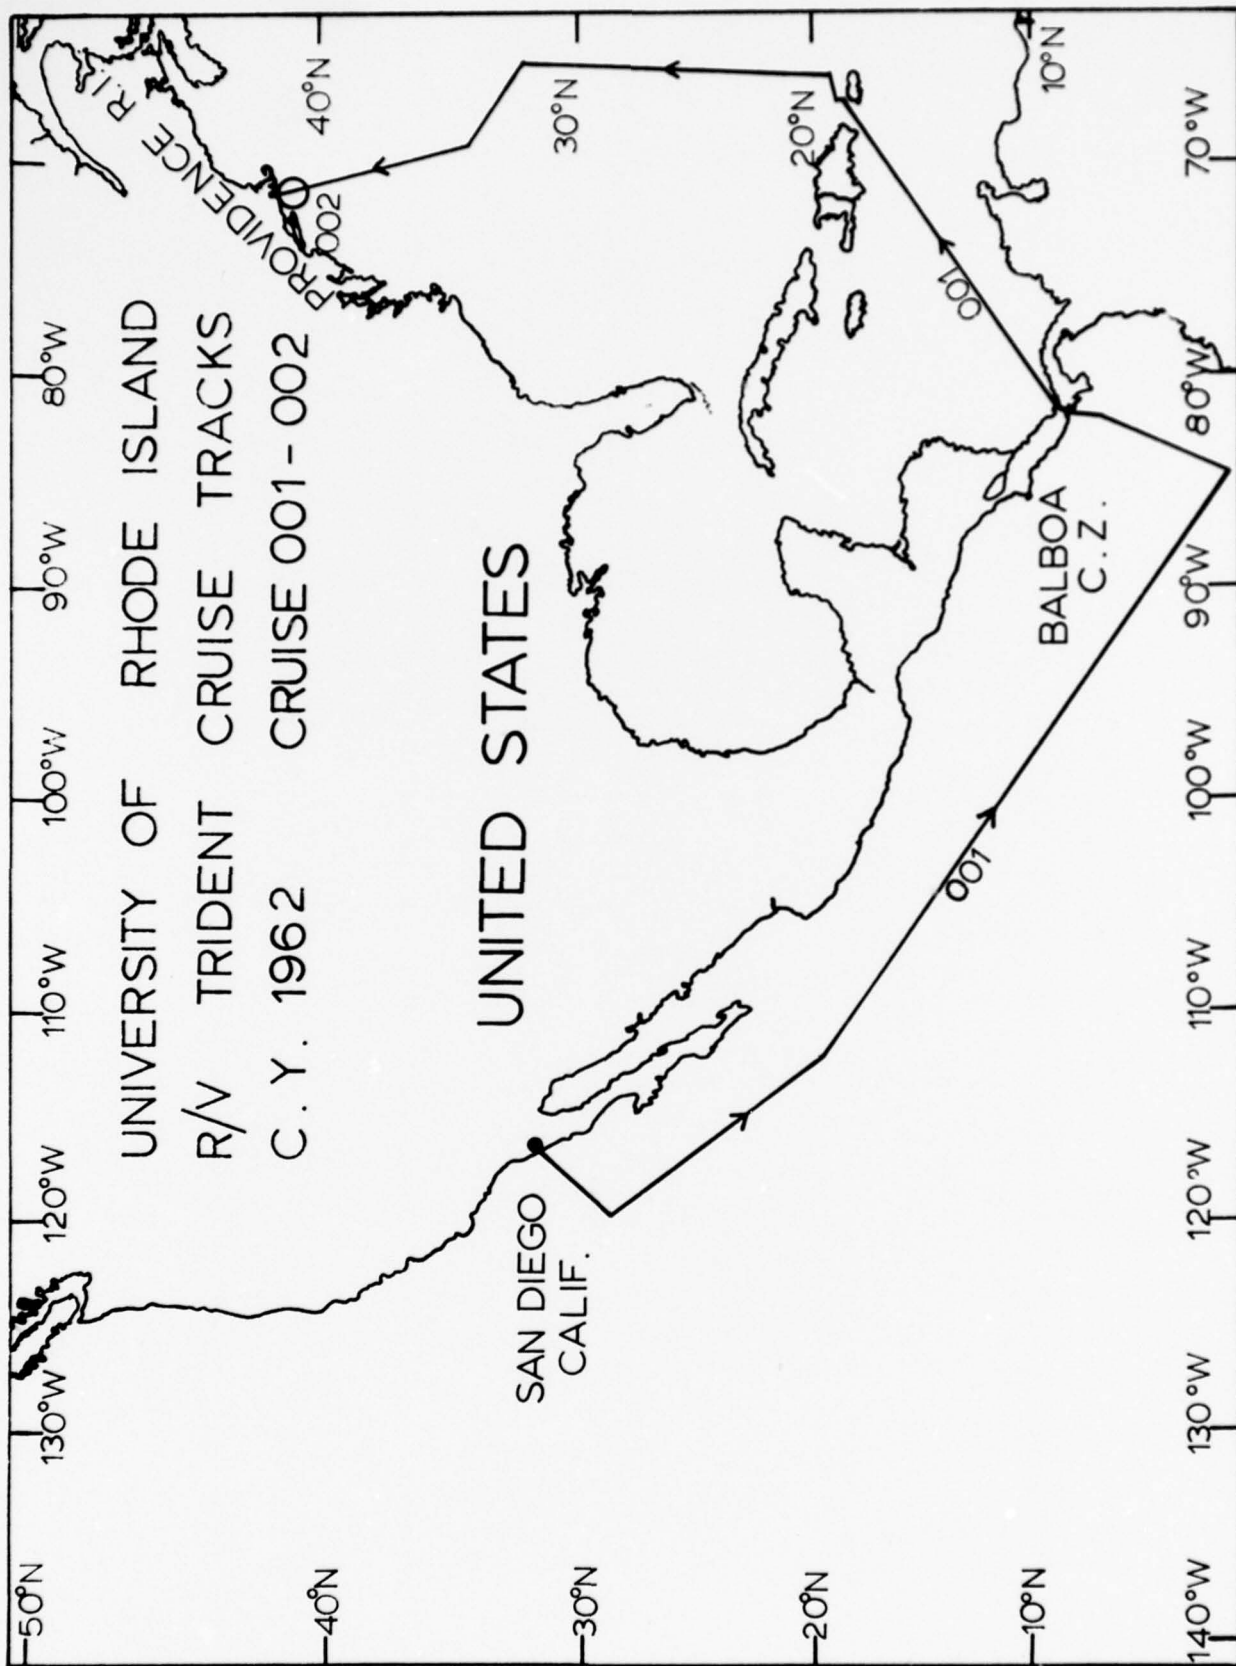 UNIVERSITY OF RHODE ISLAND
R/V TRIDENT CRUISE TRACKS
C. Y. 1962 CRUISE 001-002
130°W 120°W 110°W 100°W 90°W 80°W
50°N
40°N
30°N
20°N
10°N
PROVIDENCE R.I.
40°N
30°N
20°N
10°N
002
UNITED STATES
SAN DIEGO
CALIF.
001
001
BALBOA
C.Z.
140°W 130°W 120°W 110°W 100°W 90°W 80°W 70°W